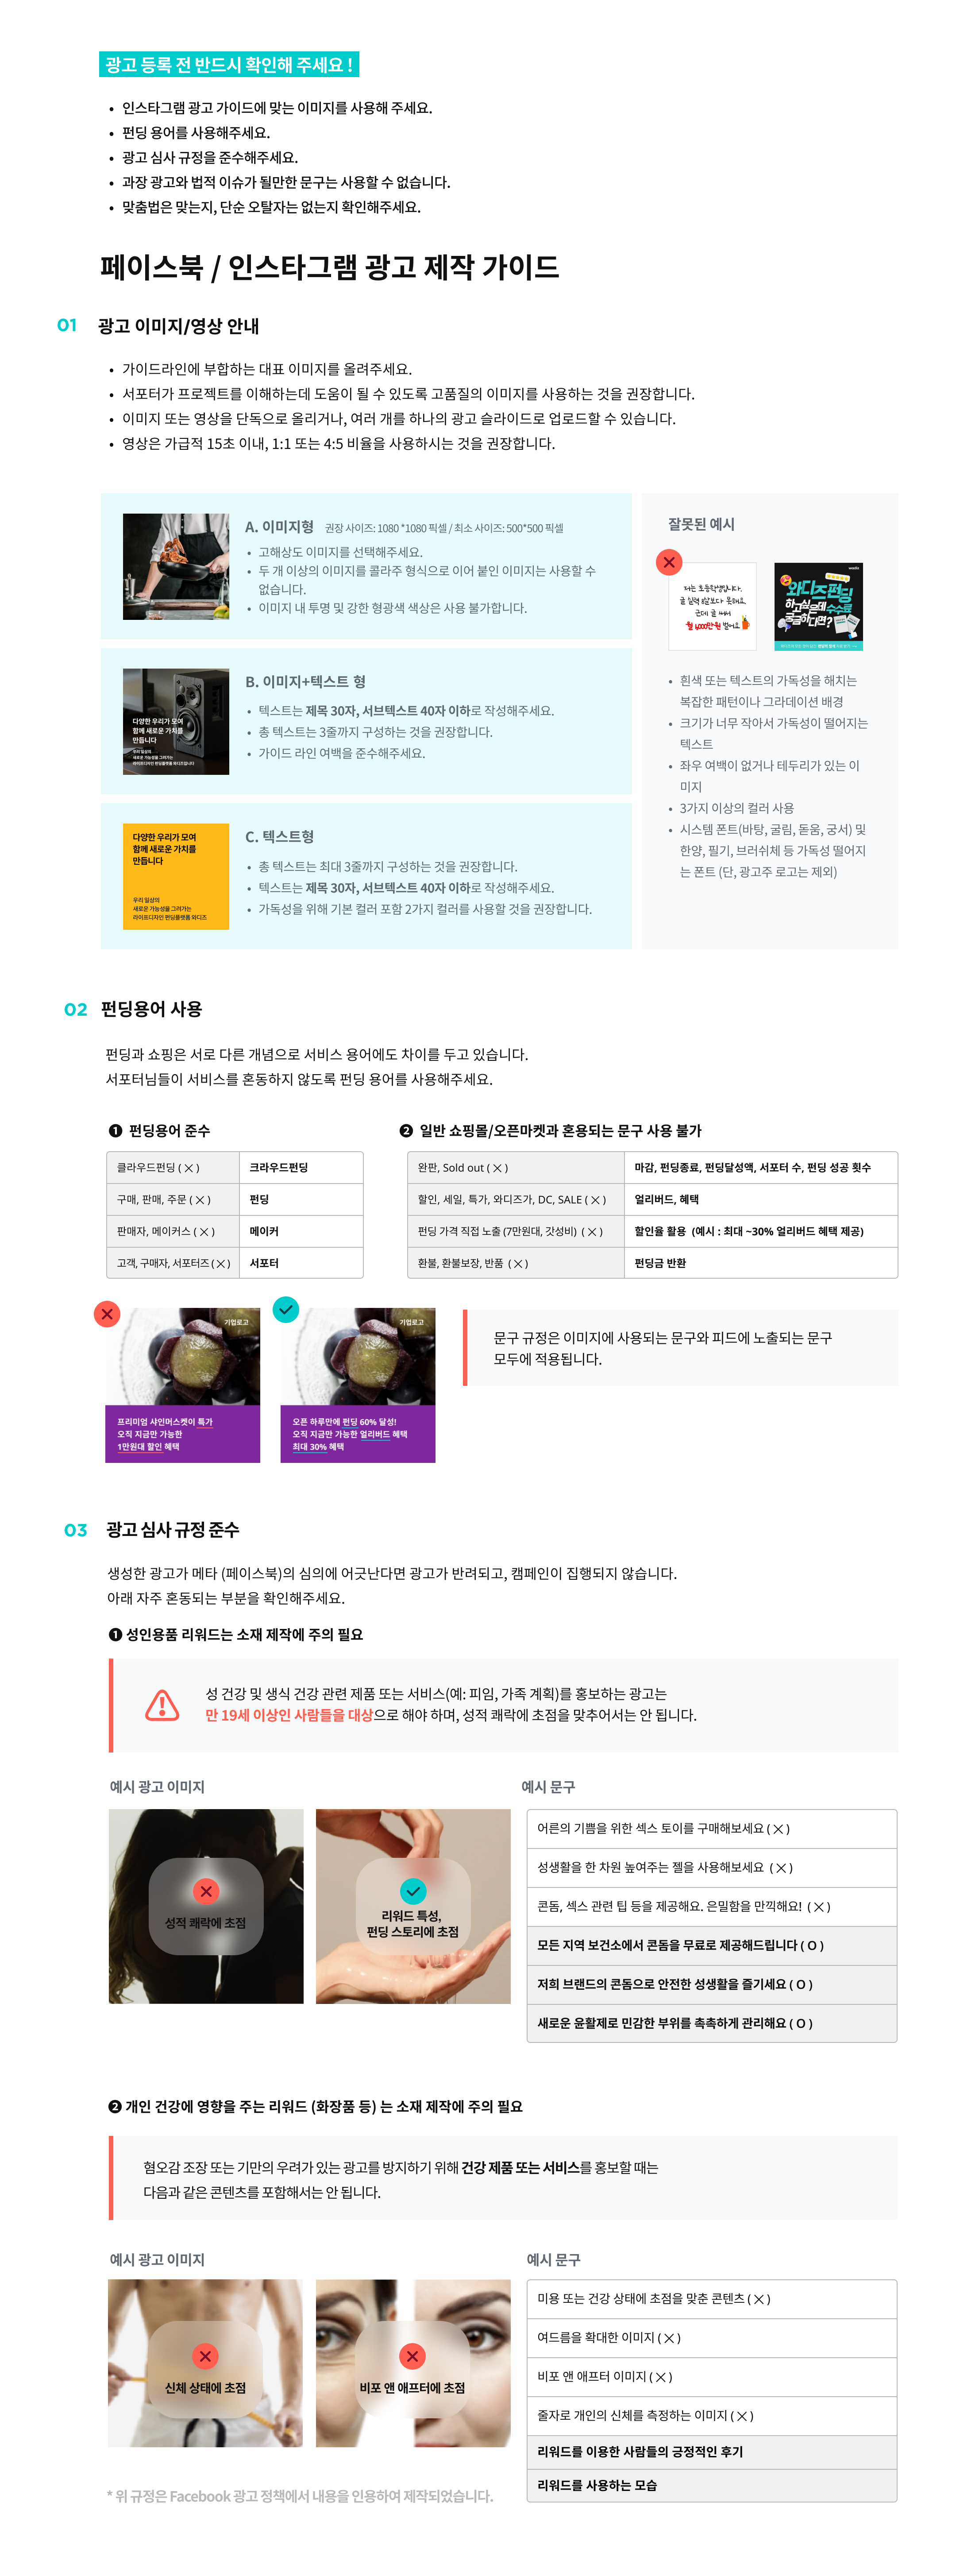 광고 등록 전 반드시 확인해 주세요 !
• 인스타그램 광고 가이드에 맞는 이미지를 사용해 주세요.
• 펀딩 용어를 사용해주세요.
• 광고 심사 규정을 준수해주세요.
• 과장 광고와 법적 이슈가 될만한 문구는 사용할 수 없습니다.
• 맞춤법은 맞는지, 단순 오탈자는 없는지 확인해주세요.
페이스북 / 인스타그램 광고 제작 가이드
01 광고 이미지/영상 안내
• 가이드라인에 부합하는 대표 이미지를 올려주세요.
• 서포터가 프로젝트를 이해하는데 도움이 될 수 있도록 고품질의 이미지를 사용하는 것을 권장합니다.
• 이미지 또는 영상을 단독으로 올리거나, 여러 개를 하나의 광고 슬라이드로 업로드할 수 있습니다.
• 영상은 가급적 15초 이내, 1:1 또는 4:5 비율을 사용하시는 것을 권장합니다.
A. 이미지형 권장 사이즈: 1080 *1080 픽셀 / 최소 사이즈: 500*500 픽셀
• 고해상도 이미지를 선택해주세요.
• 두 개 이상의 이미지를 콜라주 형식으로 이어 붙인 이미지는 사용할 수
없습니다.
• 이미지 내 투명 및 강한 형광색 색상은 사용 불가합니다.
다양한 우리가 모여
함께 새로운 가치를
만듭니다
우리 일상의
새로운 가능성을 그려가는
라이프디자인 펀딩플랫폼 와디즈입니다
B. 이미지+텍스트 형
• 텍스트는 제목 30자, 서브텍스트 40자 이하로 작성해주세요.
• 총 텍스트는 3줄까지 구성하는 것을 권장합니다.
• 가이드 라인 여백을 준수해주세요.
다양한 우리가 모여
함께 새로운 가치를
만듭니다
우리 일상의
새로운 가능성을 그려가는
라이프디자인 펀딩플랫폼 와디즈
C. 텍스트형
• 총 텍스트는 최대 3줄까지 구성하는 것을 권장합니다.
• 텍스트는 제목 30자, 서브텍스트 40자 이하로 작성해주세요.
• 가독성을 위해 기본 컬러 포함 2가지 컬러를 사용할 것을 권장합니다.
잘못된 예시
저는 초등학생입니다.
글 실력
근데 글 써서
월 4000만원 벌어요
wadiz
와디즈펀딩
하고싶은데 수수료
궁금하다면?
• 흰색 또는 텍스트의 가독성을 해치는
복잡한 패턴이나 그라데이션 배경
• 크기가 너무 작아서 가독성이 떨어지는
텍스트
• 좌우 여백이 없거나 테두리가 있는 이
미지
• 3가지 이상의 컬러 사용
• 시스템 폰트(바탕, 굴림, 돋움, 궁서) 및
한양, 필기, 브러쉬체 등 가독성 떨어지
는 폰트 (단, 광고주 로고는 제외)
02 펀딩용어 사용
펀딩과 쇼핑은 서로 다른 개념으로 서비스 용어에도 차이를 두고 있습니다.
서포터님들이 서비스를 혼동하지 않도록 펀딩 용어를 사용해주세요.
❶ 펀딩용어 준수
클라우드펀딩 ( X ) 크라우드펀딩
구매, 판매, 주문 ( X ) 펀딩
판매자, 메이커스 ( X ) 메이커
고객, 구매자, 서포터즈 ( X ) 서포터
❷ 일반 쇼핑몰/오픈마켓과 혼용되는 문구 사용 불가
완판, Sold out ( X ) 마감, 펀딩종료, 펀딩달성액, 서포터 수, 펀딩 성공 횟수
할인, 세일, 특가, 와디즈가, DC, SALE ( X ) 얼리버드, 혜택
펀딩 가격 직접 노출 (7만원대, 갓성비) ( X ) 할인율 활용 (예시 : 최대 ~30% 얼리버드 혜택 제공)
환불, 환불보장, 반품 ( X ) 펀딩금 반환
기업로고
프리미엄 샤인머스켓이 특가
오직 지금만 가능한
1만원대 할인 혜택
기업로고
오픈 하루만에 펀딩 60% 달성!
오직 지금만 가능한 얼리버드 혜택
최대 30% 혜택
문구 규정은 이미지에 사용되는 문구와 피드에 노출되는 문구
모두에 적용됩니다.
03 광고 심사 규정 준수
생성한 광고가 메타 (페이스북)의 심의에 어긋난다면 광고가 반려되고, 캠페인이 집행되지 않습니다.
아래 자주 혼동되는 부분을 확인해주세요.
❶ 성인용품 리워드는 소재 제작에 주의 필요
성 건강 및 생식 건강 관련 제품 또는 서비스(예: 피임, 가족 계획)를 홍보하는 광고는
만 19세 이상인 사람들을 대상으로 해야 하며, 성적 쾌락에 초점을 맞추어서는 안 됩니다.
예시 광고 이미지
성적 쾌락에 초점
리워드 특성,
펀딩 스토리에 초점
예시 문구
어른의 기쁨을 위한 섹스 토이를 구매해보세요 ( X )
성생활을 한 차원 높여주는 젤을 사용해보세요 ( X )
콘돔, 섹스 관련 팁 등을 제공해요. 은밀함을 만끽해요! ( X )
모든 지역 보건소에서 콘돔을 무료로 제공해드립니다 ( O )
저희 브랜드의 콘돔으로 안전한 성생활을 즐기세요 ( O )
새로운 윤활제로 민감한 부위를 촉촉하게 관리해요 ( O )
❷ 개인 건강에 영향을 주는 리워드 (화장품 등) 는 소재 제작에 주의 필요
혐오감 조장 또는 기만의 우려가 있는 광고를 방지하기 위해 건강 제품 또는 서비스를 홍보할 때는
다음과 같은 콘텐츠를 포함해서는 안 됩니다.
예시 광고 이미지
신체 상태에 초점
비포 앤 애프터에 초점
예시 문구
미용 또는 건강 상태에 초점을 맞춘 콘텐츠 ( X )
여드름을 확대한 이미지 ( X )
비포 앤 애프터 이미지 ( X )
줄자로 개인의 신체를 측정하는 이미지 ( X )
리워드를 이용한 사람들의 긍정적인 후기
리워드를 사용하는 모습
* 위 규정은 Facebook 광고 정책에서 내용을 인용하여 제작되었습니다.